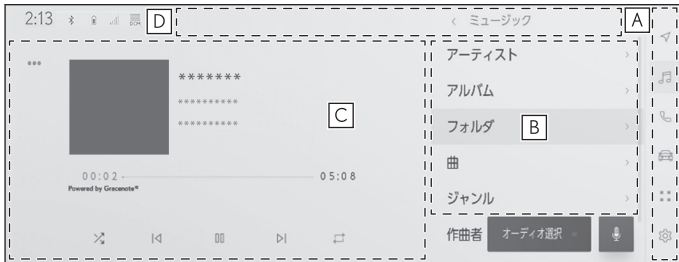 2:13 DCM D ミュージック A
アーティスト
*******
アルバム
**********
**********
C
フォルダ B
曲
00:02 05:08
Powered by Gracenote®
ジャンル
作曲者 オーディオ選択